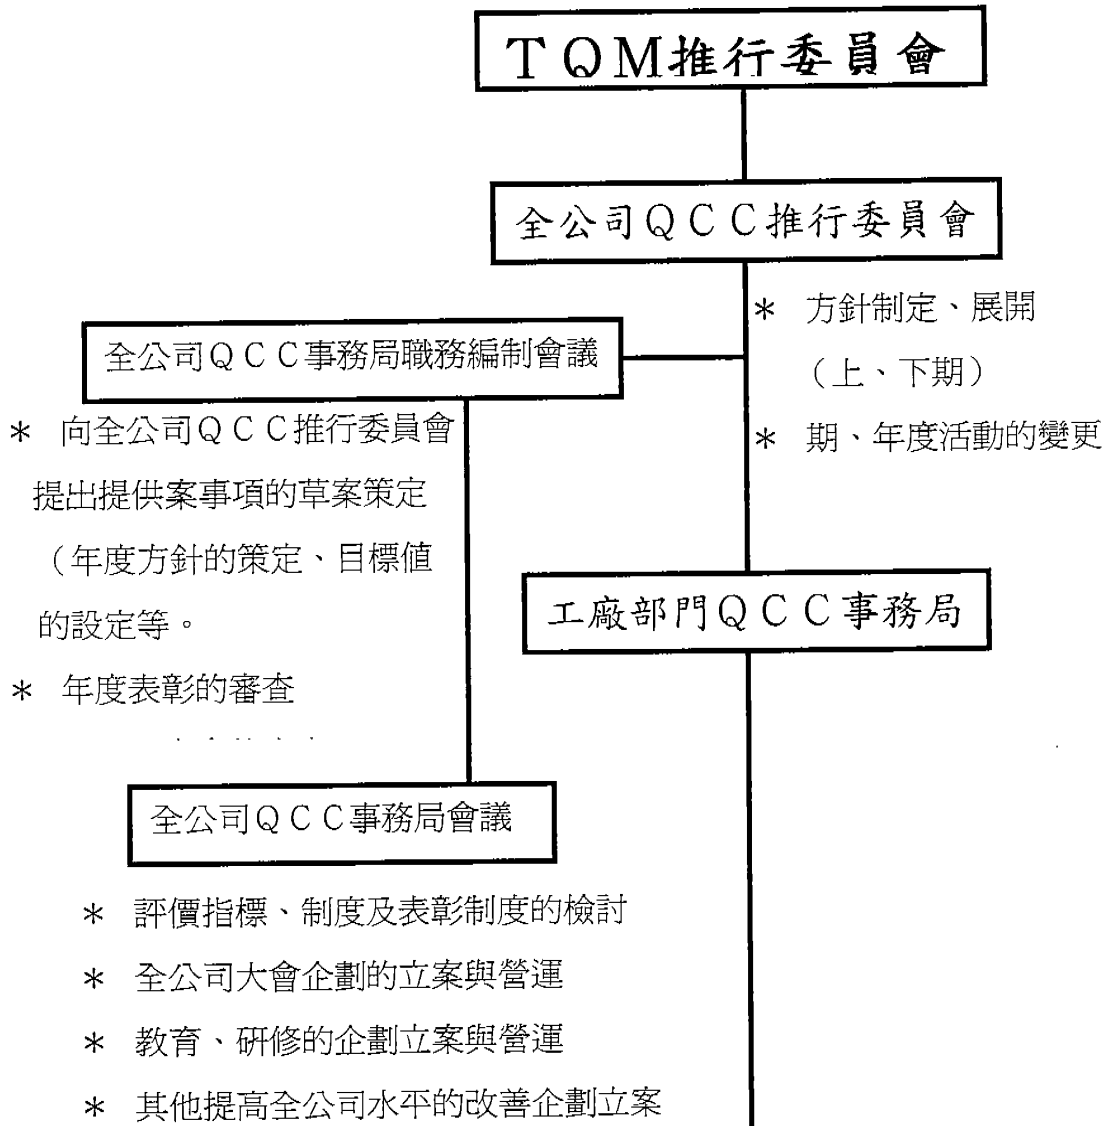 ＴＱＭ推行委員會
全公司ＱＣＣ推行委員會
＊ 方針制定、展開
（上、下期）
＊ 期、年度活動的變更
全公司ＱＣＣ事務局職務編制會議
＊ 向全公司ＱＣＣ推行委員會
提出提供案事項的草案策定
（年度方針的策定、目標值
的設定等。
＊ 年度表彰的審查
工廠部門ＱＣＣ事務局
全公司ＱＣＣ事務局會議
＊ 評價指標、制度及表彰制度的檢討
＊ 全公司大會企劃的立案與營運
＊ 教育、研修的企劃立案與營運
＊ 其他提高全公司水平的改善企劃立案